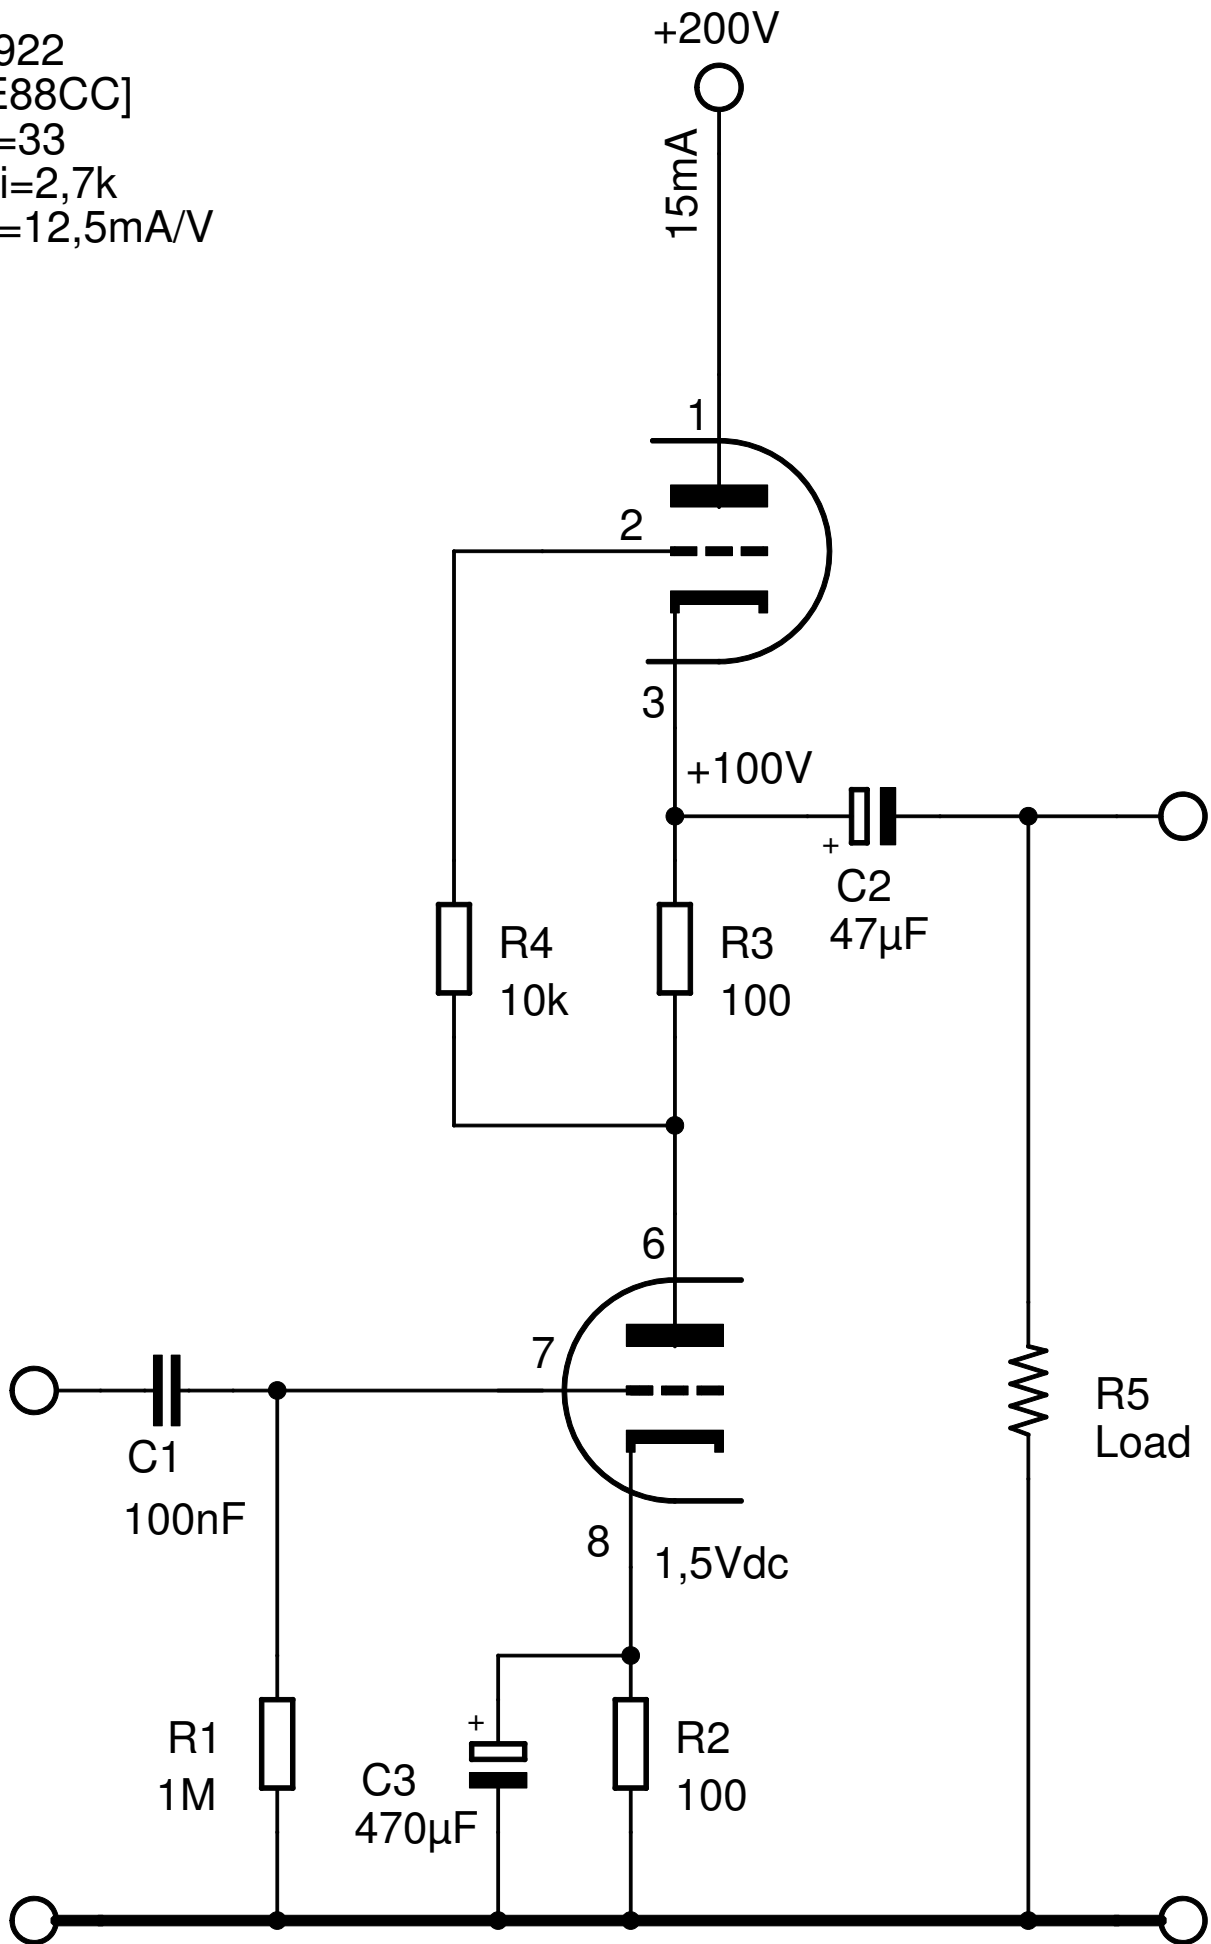 +200V
922
E88CC]
=33
i=2,7k
=12,5mA/V
15mA
1
2
3
+100V
+
C2
47µF
R4
10k
R3
100
6
7
C1
100nF
R5
Load
8
1,5Vdc
R1
1M
+
C3
470µF
R2
100